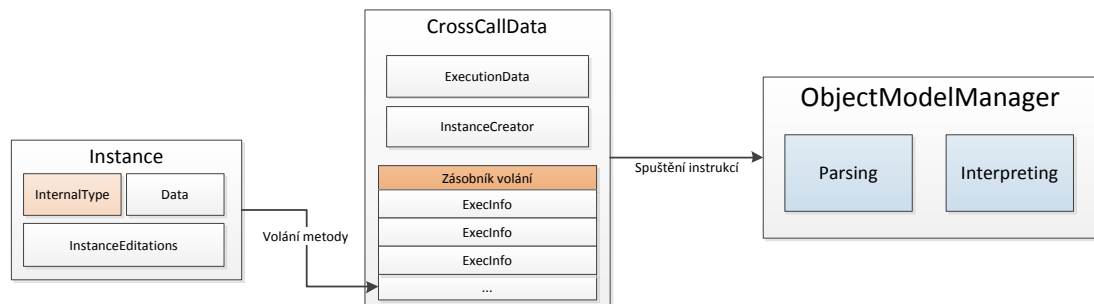 Instance
InternalType
Data
InstanceEditations
Volání metody
CrossCallData
ExecutionData
InstanceCreator
Zásobník volání
ExecInfo
ExecInfo
ExecInfo
...
Spuštění instrukcí
ObjectModelManager
Parsing
Interpreting